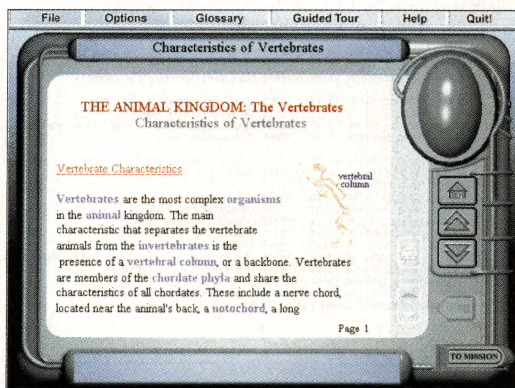 File Options Glossary Guided Tour Help Quit!
Characteristics of Vertebrates
THE ANIMAL KINGDOM: The Vertebrates
Characteristics of Vertebrates
Vertebrate Characteristics
vertebral
column
Vertebrates are the most complex organisms
in the animal kingdom. The main
characteristic that separates the vertebrate
animals from the invertebrates is the
presence of a vertebral column, or a backbone. Vertebrates
are members of the chordate phyla and share the
characteristics of all chordates. These include a nerve chord,
located near the animal's back, a notochord, a long
Page 1
TO MISSION